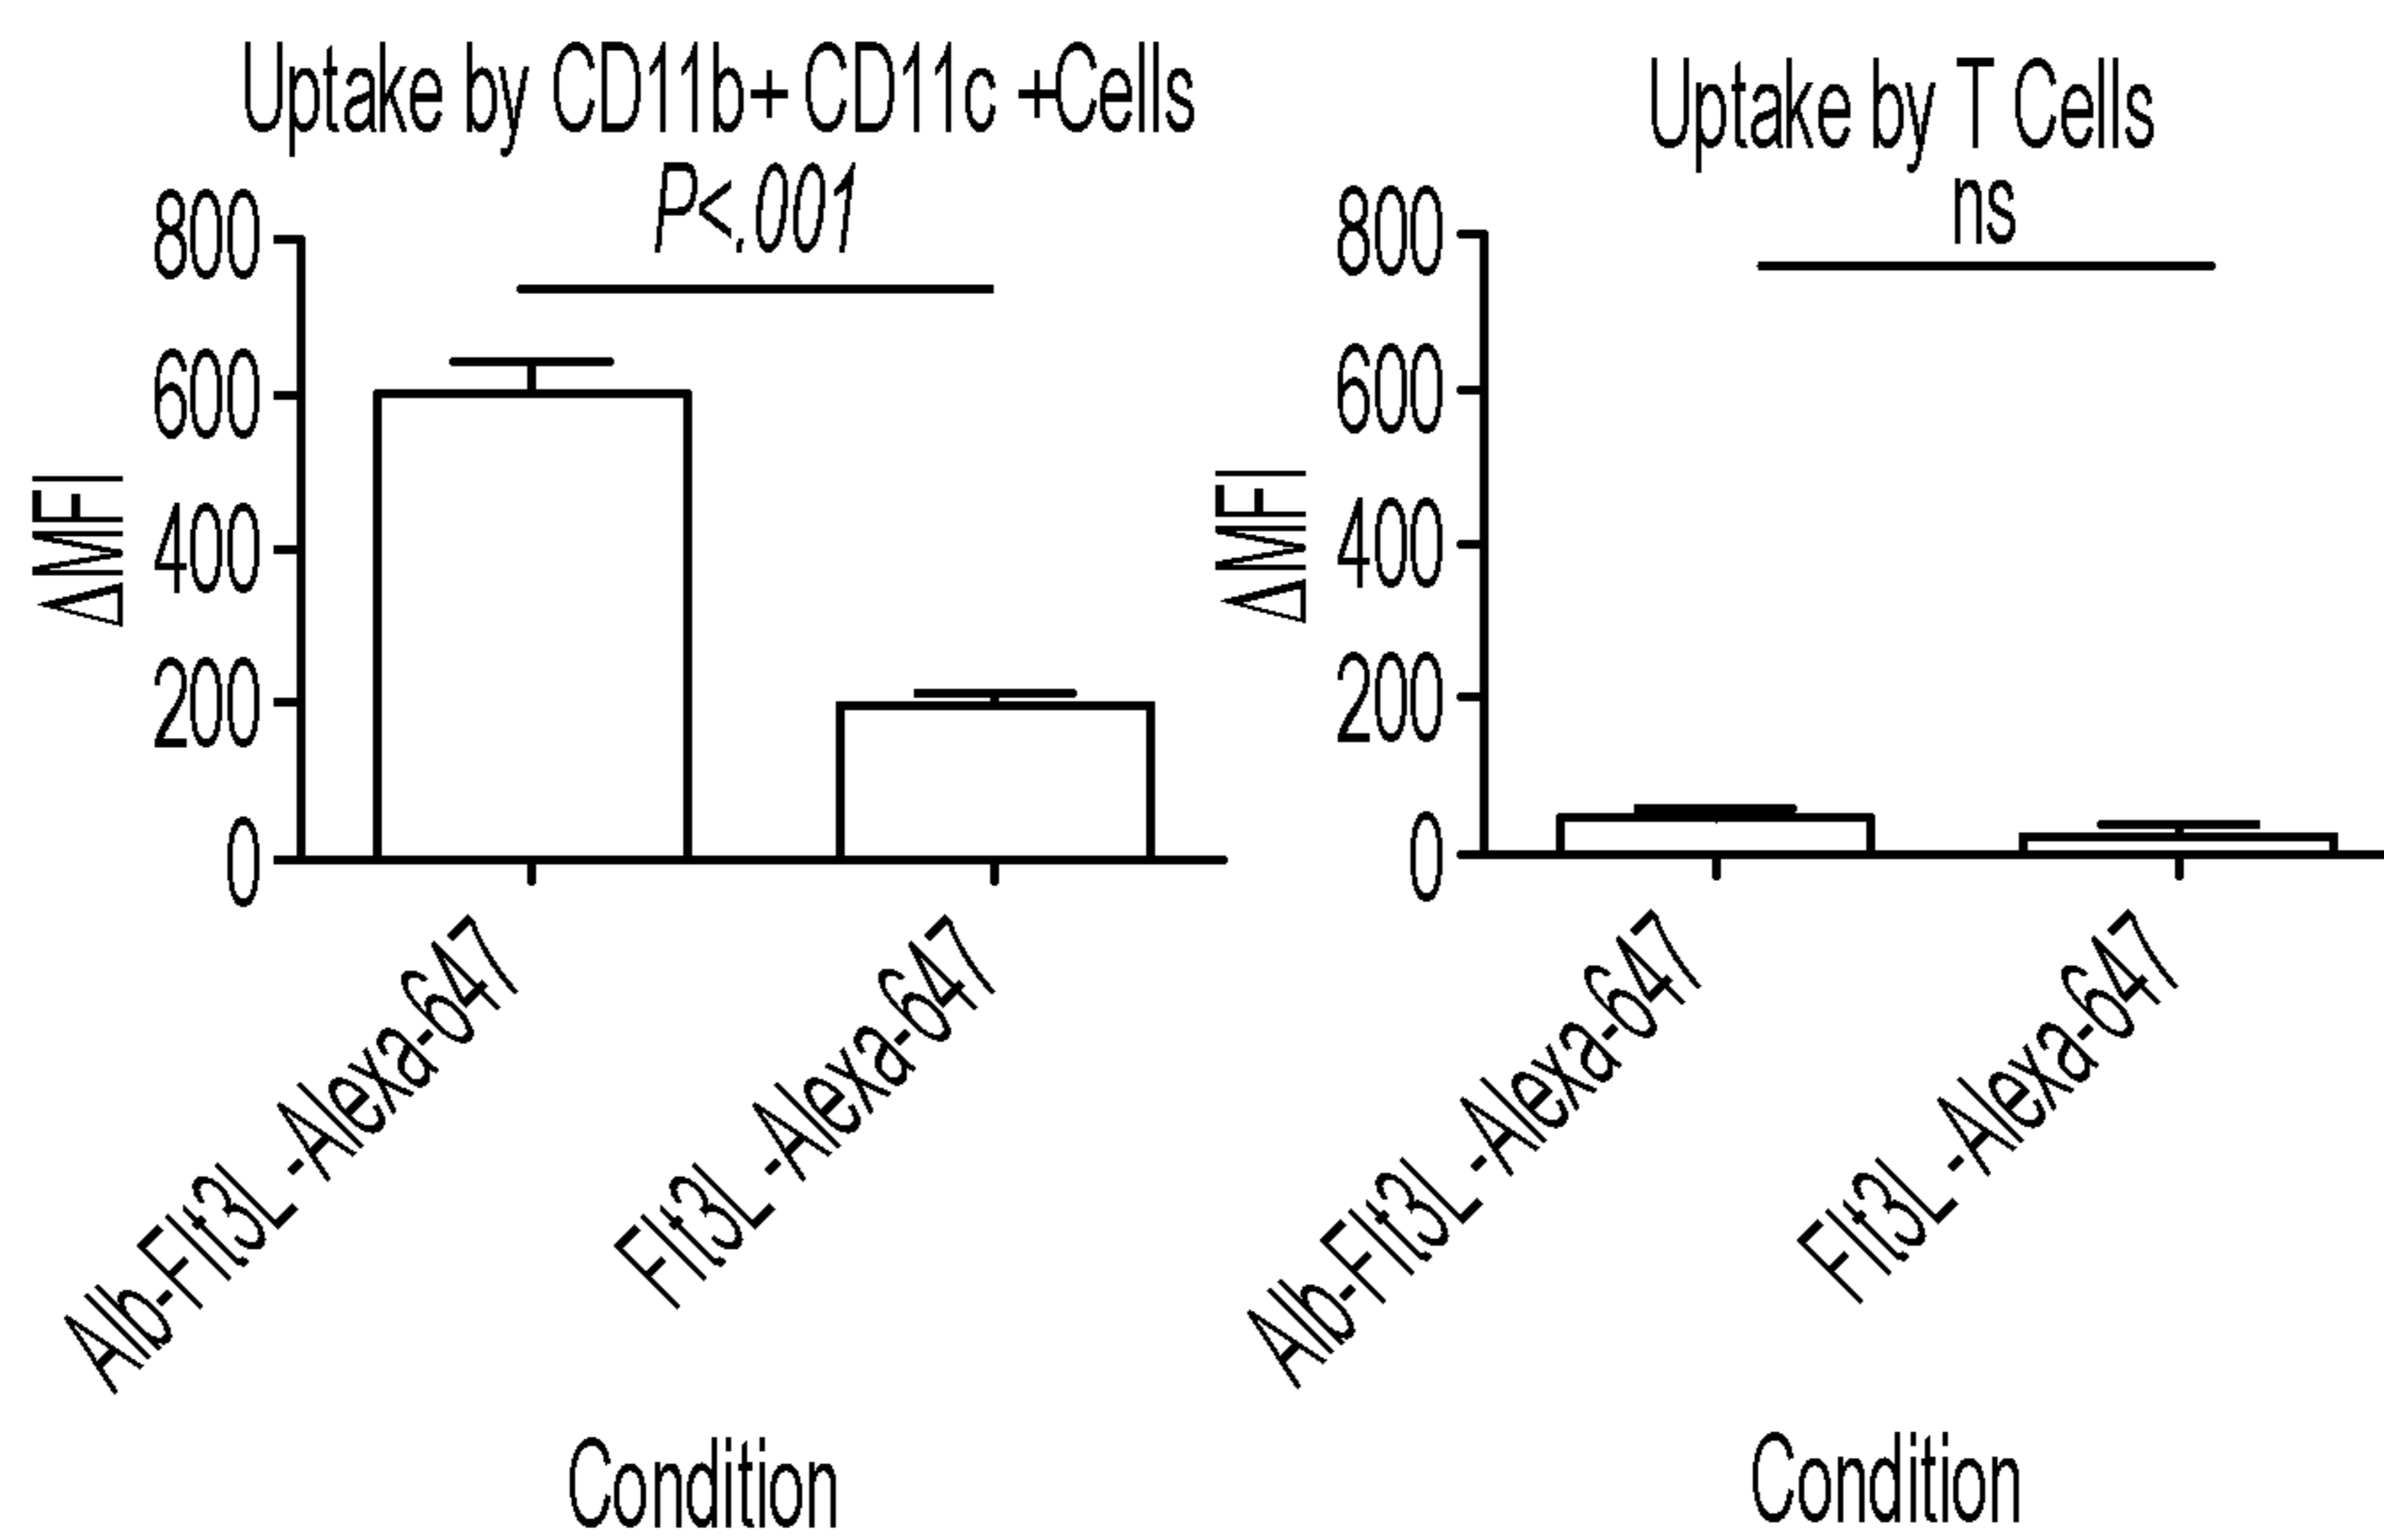 Uptake by CD11b+ CD11c +Cells
P<.001
800
600
400
200
0
ΔMFI
Alb-Flt3L -Alexa-647
Flt3L -Alexa-647
Condition
Uptake by T Cells
ns
800
600
400
200
0
ΔMFI
Alb-Flt3L -Alexa-647
Flt3L -Alexa-647
Condition